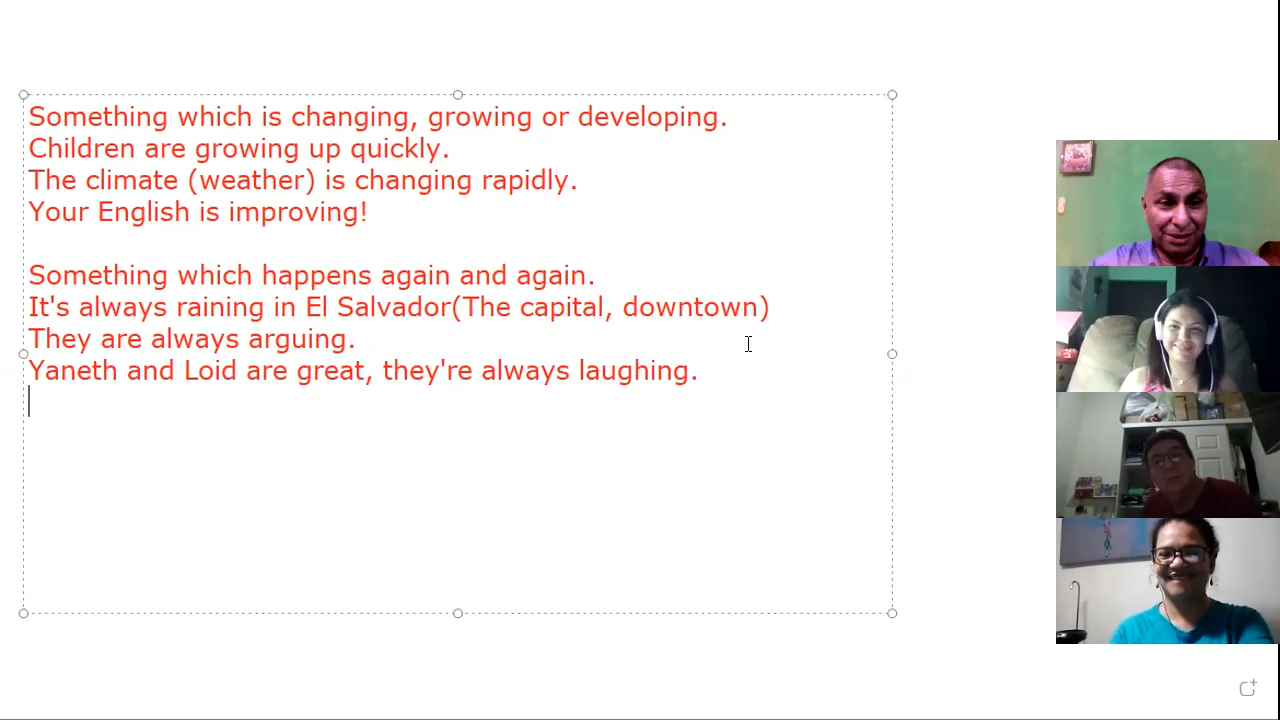 Something which is changing, growing or developing.
Children are growing up quickly.
The climate (weather) is changing rapidly.
Your English is improving!
Something which happens again and again.
It's always raining in El Salvador(The capital, downtown)
They are always arguing.
Yaneth and Loid are great, they're always laughing.